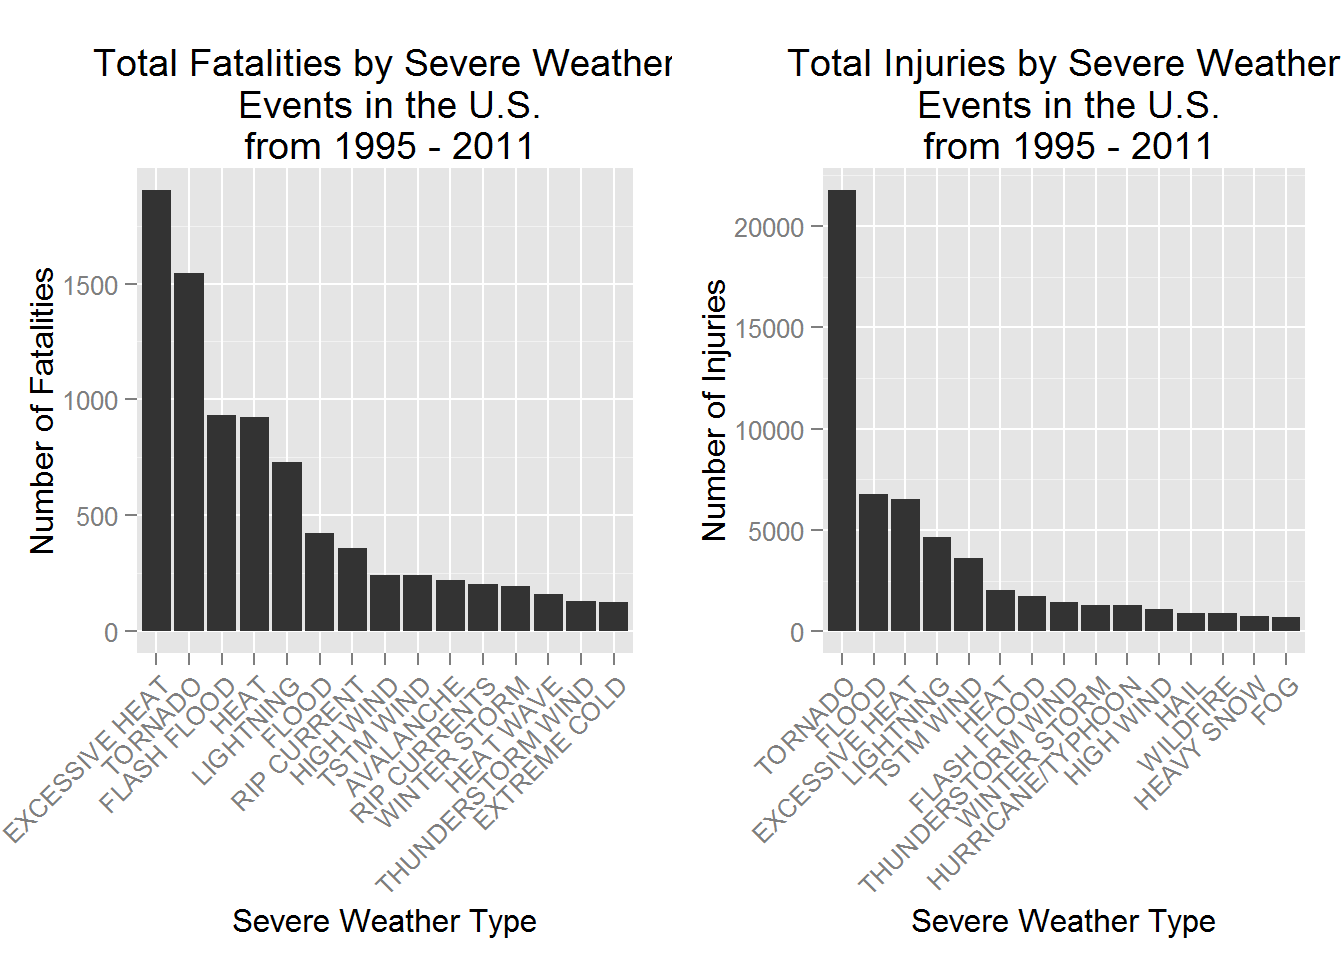 Total Fatalities by Severe Weather
Events in the U.S.
from 1995 - 2011
Number of Fatalities
1500
1000
500
0
EXCESSIVE HEAT
TORNADO
FLASH FLOOD
HEAT
LIGHTNING
FLOOD
RIP CURRENT
HIGH WIND
TSTM WIND
AVALANCHE
RIP CURRENTS
WINTER STORM
HEAT WAVE
THUNDERSTORM WIND
EXTREME COLD
Severe Weather Type
Total Injuries by Severe Weather
Events in the U.S.
from 1995 - 2011
Number of Injuries
20000
15000
10000
5000
0
TORNADO
FLOOD
EXCESSIVE HEAT
LIGHTNING
TSTM WIND
HEAT
FLASH FLOOD
THUNDERSTORM WIND
WINTER STORM
HURRICANE/TYPHOON
HIGH WIND
HAIL
WILDFIRE
HEAVY SNOW
FOG
Severe Weather Type